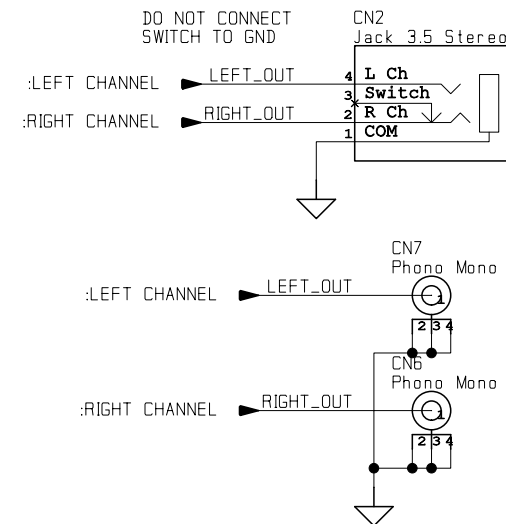 DO NOT CONNECT
SWITCH TO GND
CN2
Jack 3.5 Stereo
:LEFT CHANNEL LEFT_OUT 4 L Ch
3 Switch
:RIGHT CHANNEL RIGHT_OUT 2 R Ch
1 COM
CN7
Phono Mono
:LEFT CHANNEL LEFT_OUT 1
2 3 4
CN6
Phono Mono
:RIGHT CHANNEL RIGHT_OUT 1
2 3 4